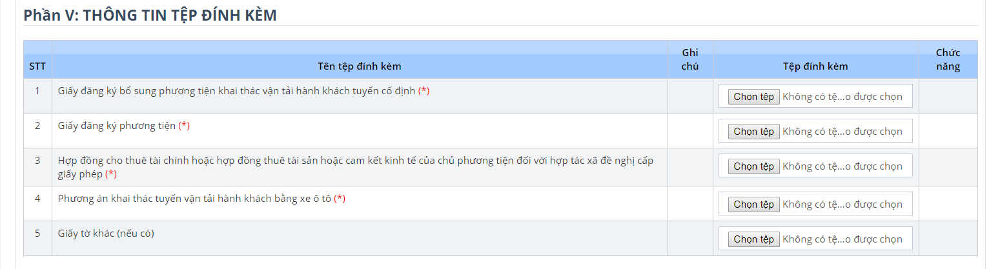 Phần V: THÔNG TIN TỆP ĐÍNH KÈM
STT Tên tệp đính kèm Ghi chú Tệp đính kèm Chức năng
1 Giấy đăng ký bổ sung phương tiện khai thác vận tải hành khách tuyến cố định (*) Chọn tệp Không có tệ...o được chọn
2 Giấy đăng ký phương tiện (*) Chọn tệp Không có tệ...o được chọn
3 Hợp đồng cho thuê tài chính hoặc hợp đồng thuê tài sản hoặc cam kết kinh tế của chủ phương tiện đối với hợp tác xã đề nghị cấp
giấy phép (*) Chọn tệp Không có tệ...o được chọn
4 Phương án khai thác tuyến vận tải hành khách bằng xe ô tô (*) Chọn tệp Không có tệ...o được chọn
5 Giấy tờ khác (nếu có) Chọn tệp Không có tệ...o được chọn